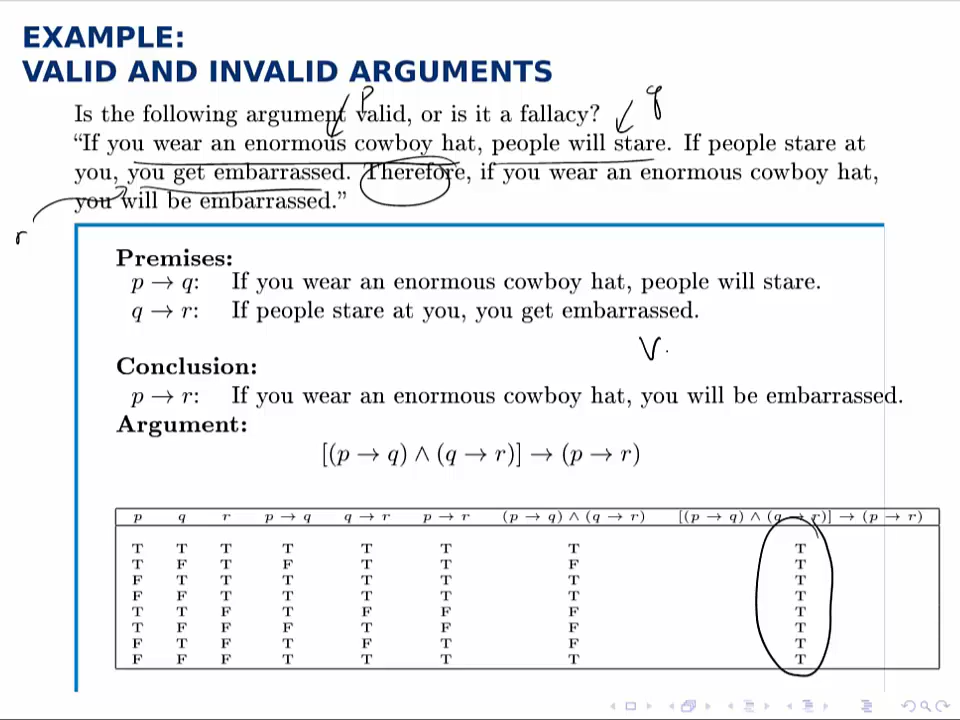 EXAMPLE:
VALID AND INVALID ARGUMENTS
p
q
Is the following argument valid, or is it a fallacy?
“If you wear an enormous cowboy hat, people will stare. If people stare at
you, you get embarrassed. Therefore, if you wear an enormous cowboy hat,
you will be embarrassed.”
r
Premises:
p → q: If you wear an enormous cowboy hat, people will stare.
q → r: If people stare at you, you get embarrassed.
V.
Conclusion:
p → r: If you wear an enormous cowboy hat, you will be embarrassed.
Argument:
[(p → q) ∧ (q → r)] → (p → r)
p q r p → q q → r p → r (p → q) ∧ (q → r) [(p → q) ∧ (q → r)] → (p → r)
T T T T T T T T
T F T F T T F T
F T T T T T T T
F F T T T T T T
T T F T F F F T
T F F F T F F T
F T F T F T F T
F F F T T T T T